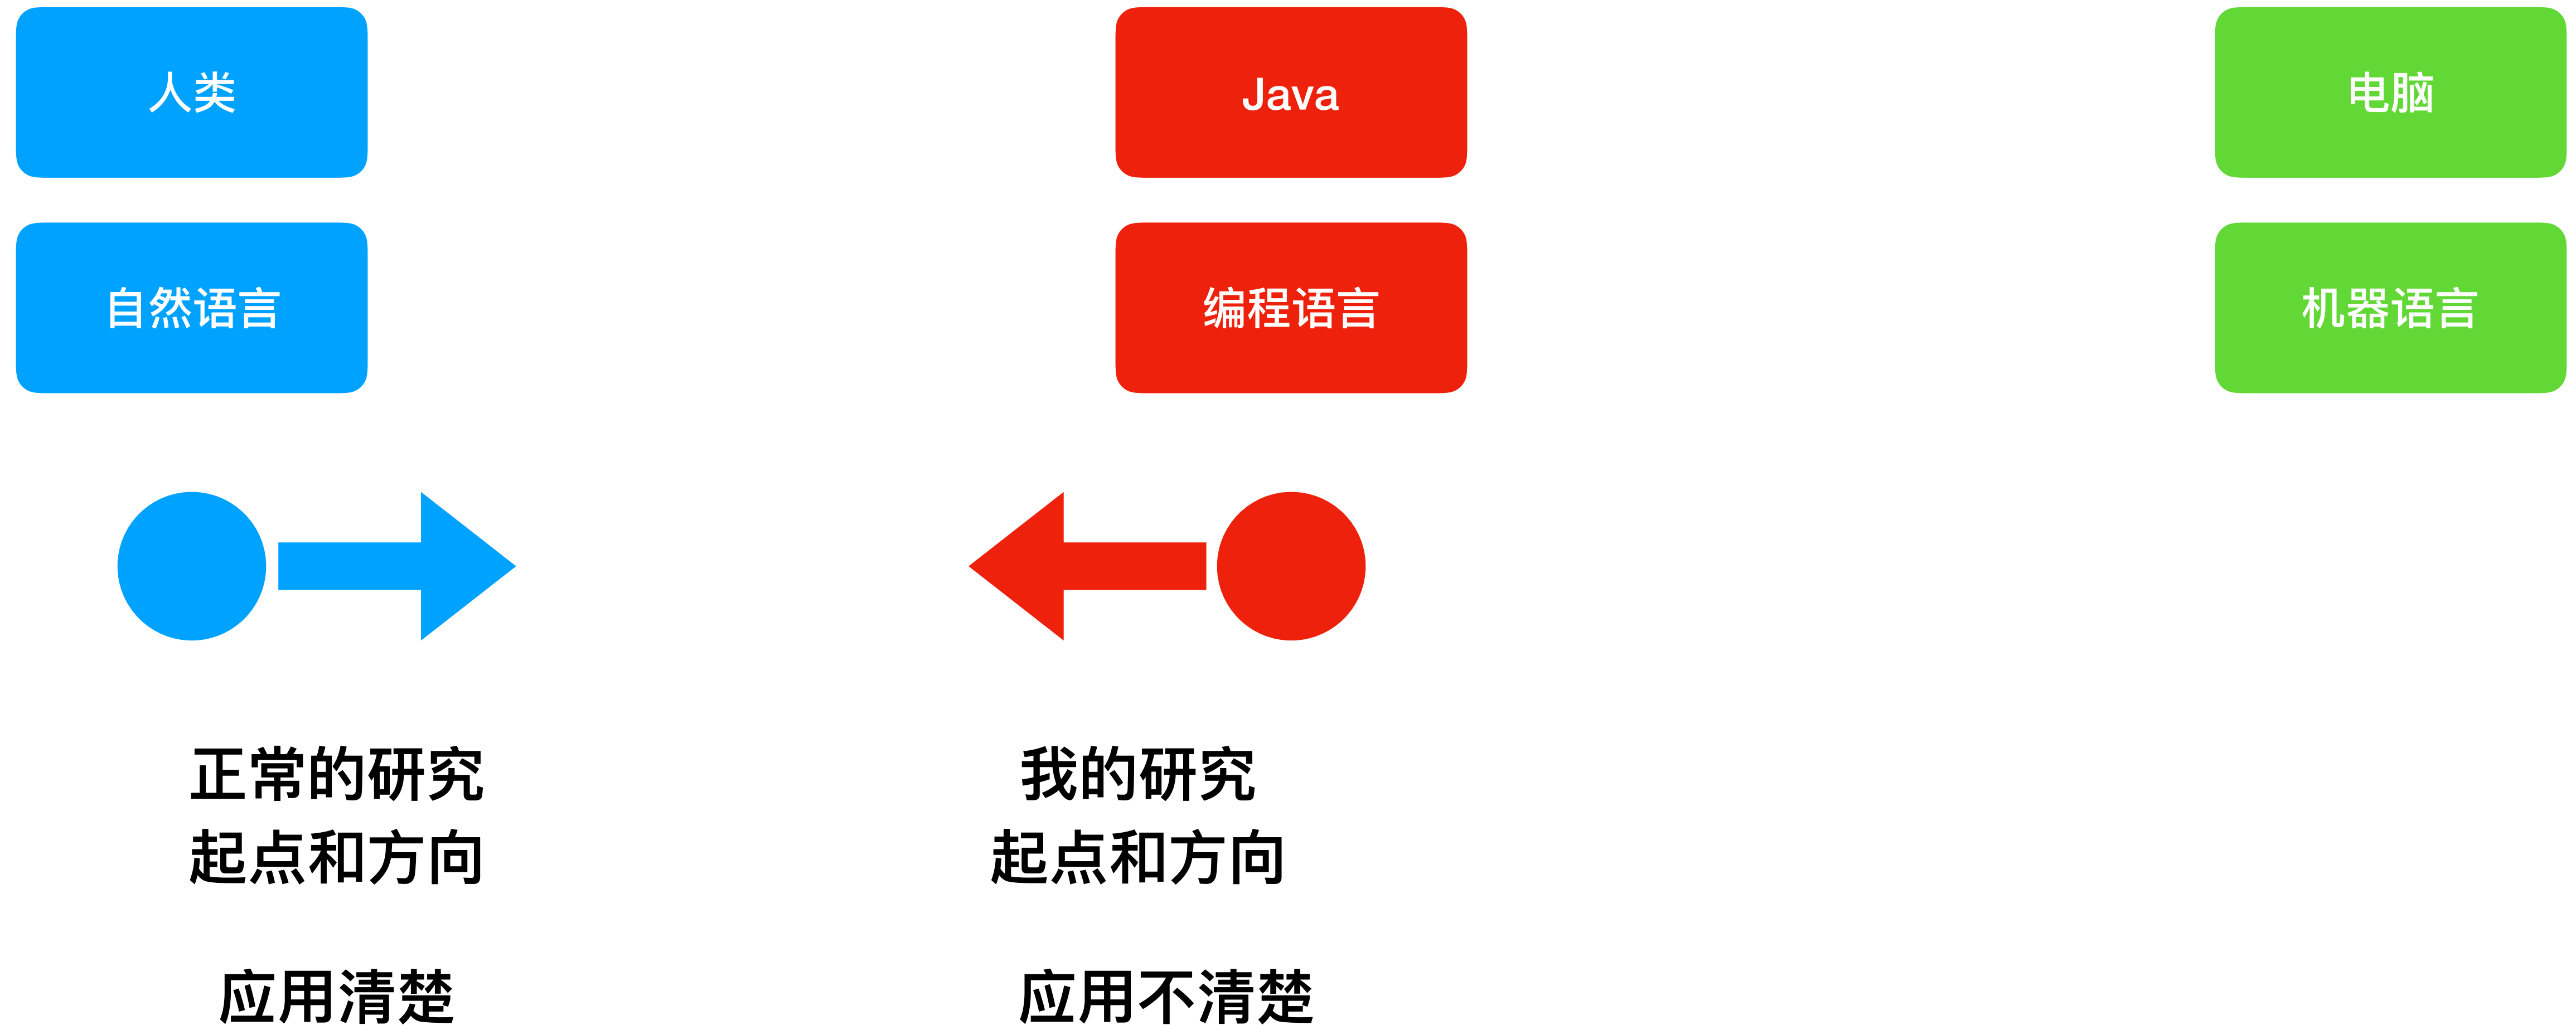 人类
Java
电脑
自然语言
编程语言
机器语言
正常的研究
起点和方向
应用清楚
我的研究
起点和方向
应用不清楚